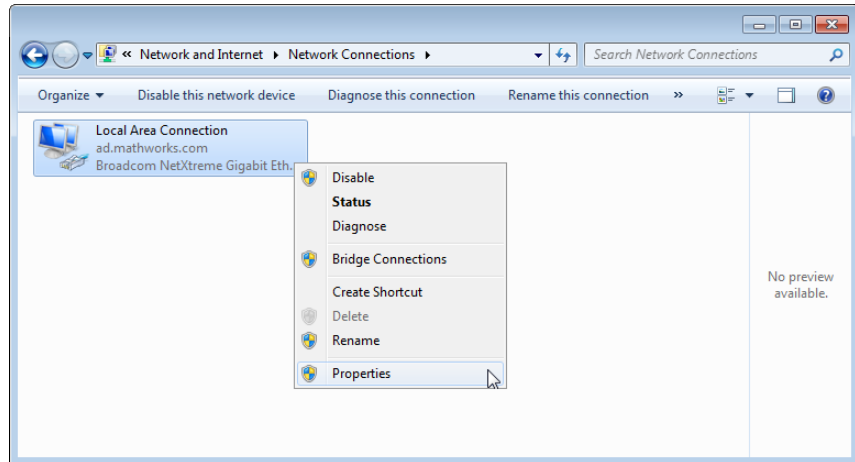 « Network and Internet ▸ Network Connections ▸
Search Network Connections
Organize ▾ Disable this network device Diagnose this connection Rename this connection »
Local Area Connection
ad.mathworks.com
Broadcom NetXtreme Gigabit Eth...
Disable
Status
Diagnose
Bridge Connections
Create Shortcut
Delete
Rename
Properties
No preview
available.